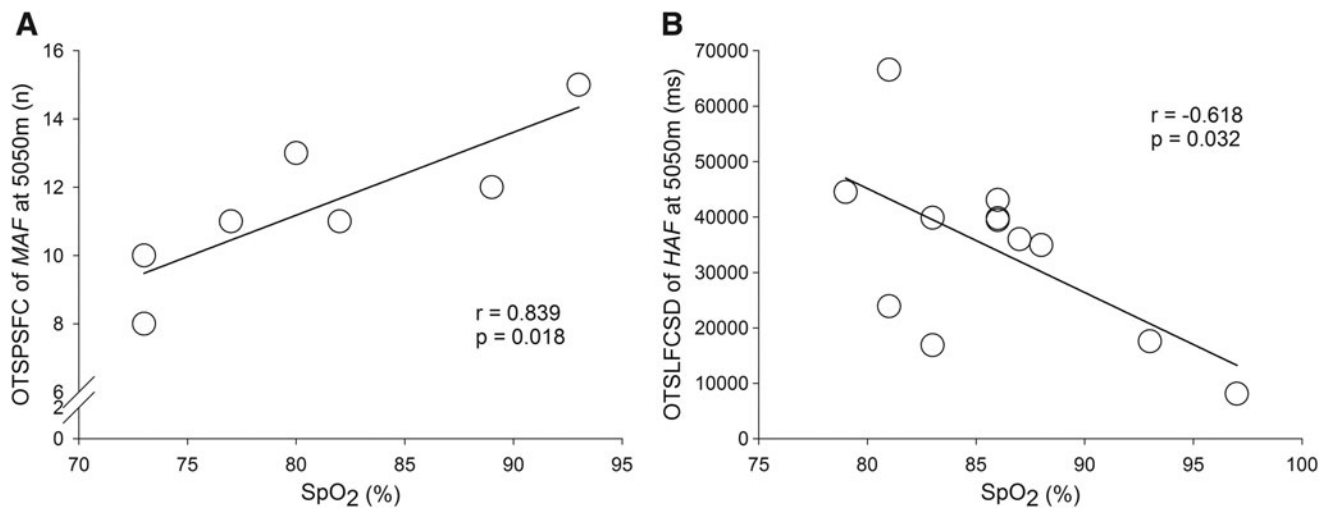 A
OTSPSFC of MAF at 5050m (n)
16
14
12
10
8
6
2
0
70 75 80 85 90 95
SpO2 (%)
r = 0.839
p = 0.018
B
OTSLFCSD of HAF at 5050m (ms)
70000
60000
50000
40000
30000
20000
10000
0
75 80 85 90 95 100
SpO2 (%)
r = -0.618
p = 0.032